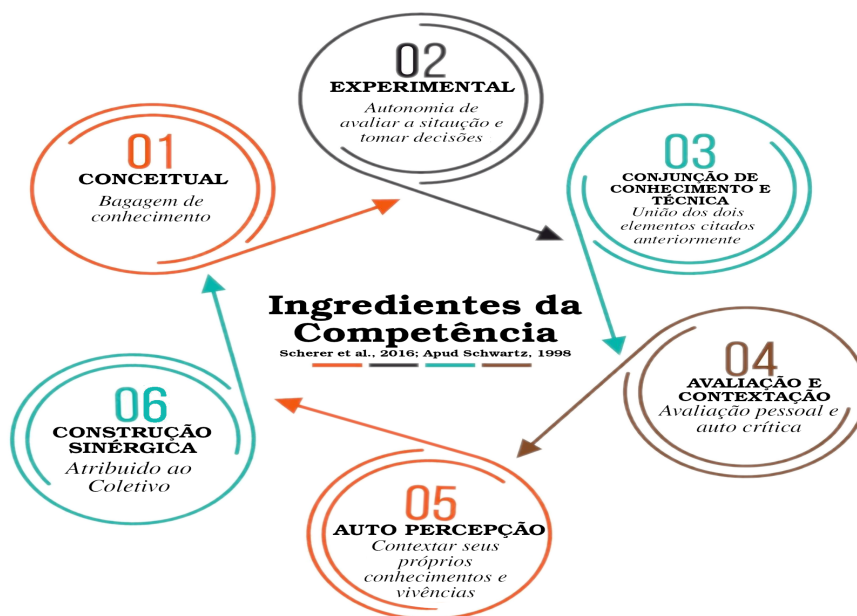 01
CONCEITUAL
Bagagem de
conhecimento
02
EXPERIMENTAL
Autonomia de
avaliar a sitaução e
tomar decisões
03
CONJUNÇÃO DE
CONHECIMENTO E
TÉCNICA
União dos dois
elementos citados
anteriormente
Ingredientes da
Competência
Scherer et al., 2016; Apud Schwartz, 1998
04
AVALIAÇÃO E
CONTEXTAÇÃO
Avaliação pessoal e
auto crítica
05
AUTO PERCEPÇÃO
Contextar seus
próprios
conhecimentos e
vivências
06
CONSTRUÇÃO
SINÉRGICA
Atribuido ao
Coletivo